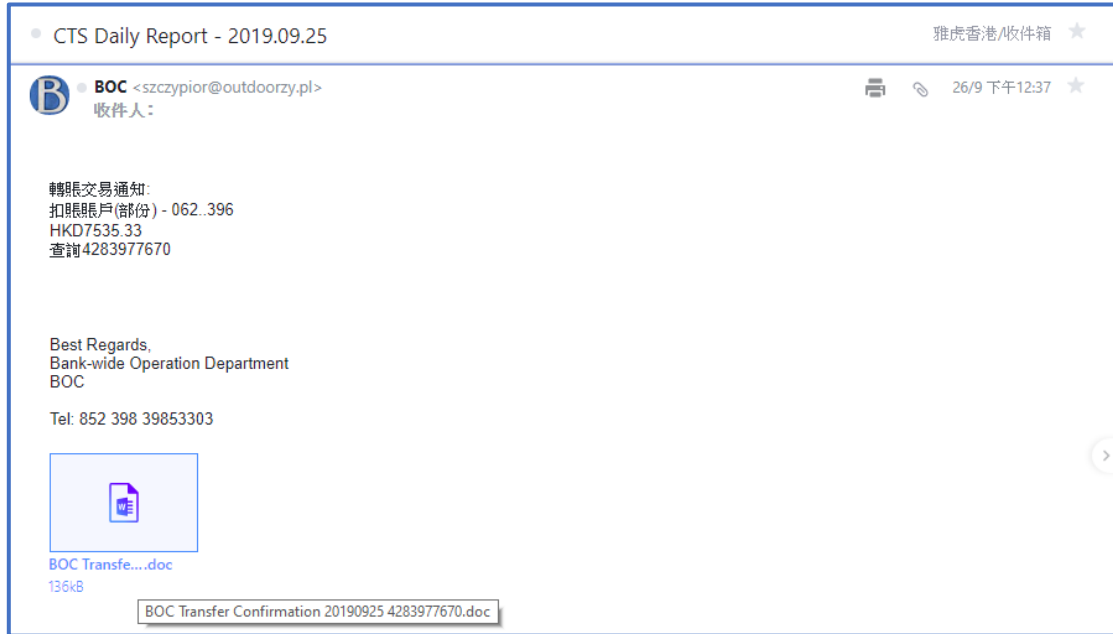 CTS Daily Report - 2019.09.25
雅虎香港/收件箱
B
BOC <szczypior@outdoorzy.pl>
26/9 下午12:37
收件人:
轉賬交易通知:
扣賬賬戶(部份) - 062..396
HKD7535.33
查詢4283977670
Best Regards,
Bank-wide Operation Department
BOC
Tel: 852 398 39853303
W
BOC Transfe....doc
136kB
BOC Transfer Confirmation 20190925 4283977670.doc